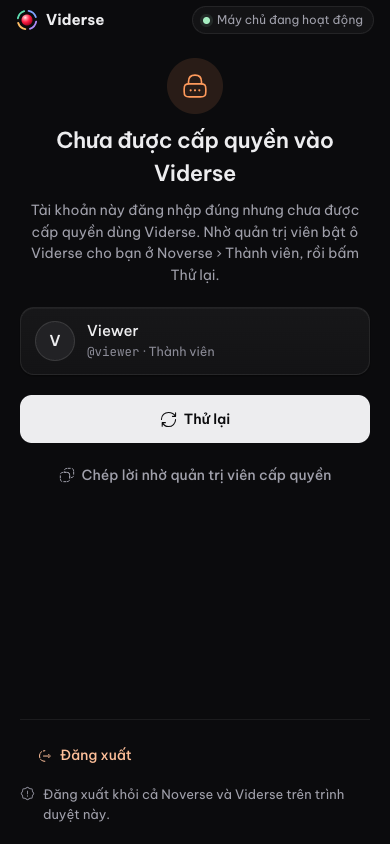 Viderse
Máy chủ đang hoạt động
Chưa được cấp quyền vào
Viderse
Tài khoản này đăng nhập đúng nhưng chưa được
cấp quyền dùng Viderse. Nhờ quản trị viên bật ô
Viderse cho bạn ở Noverse › Thành viên, rồi bấm
Thử lại.
V
Viewer
@viewer · Thành viên
Thử lại
Chép lời nhờ quản trị viên cấp quyền
Đăng xuất
Đăng xuất khỏi cả Noverse và Viderse trên trình
duyệt này.